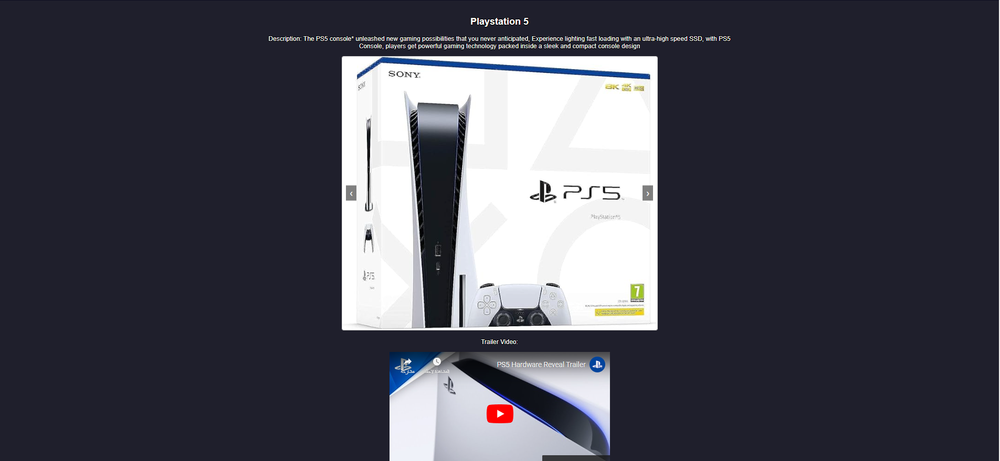 Playstation 5
Description: The PS5 console* unleashed new gaming possibilities that you never anticipated, Experience lighting fast loading with an ultra-high speed SSD, with PS5
Console, players get powerful gaming technology packed inside a sleek and compact console design
SONY
SONY
8K 4K HDR
PS5
PlayStation®5
PS5
7
Trailer Video:
PS5 Hardware Reveal Trailer
مشاركة
المشاهدة لاحقًا